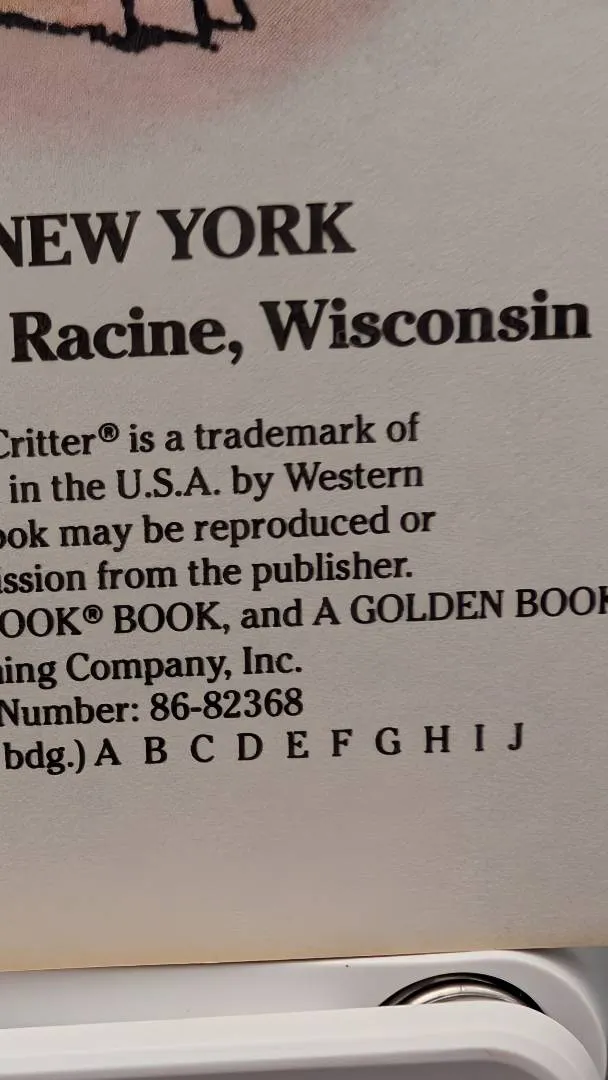 NEW YORK
Racine, Wisconsin
Critter® is a trademark of
in the U.S.A. by Western
ook may be reproduced or
ission from the publisher.
OOK® BOOK, and A GOLDEN BOOK
ing Company, Inc.
Number: 86-82368
bdg.) A B C D E F G H I J